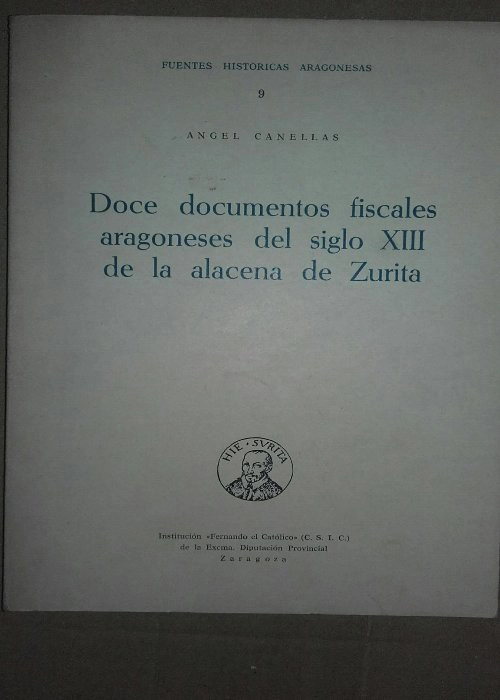 FUENTES HISTORICAS ARAGONESAS
9
ANGEL CANELLAS
Doce documentos fiscales
aragoneses del siglo XIII
de la alacena de Zurita
HIE · SVRITA
Institución «Fernando el Católico» (C. S. I. C.)
de la Excma. Diputación Provincial
Zaragoza